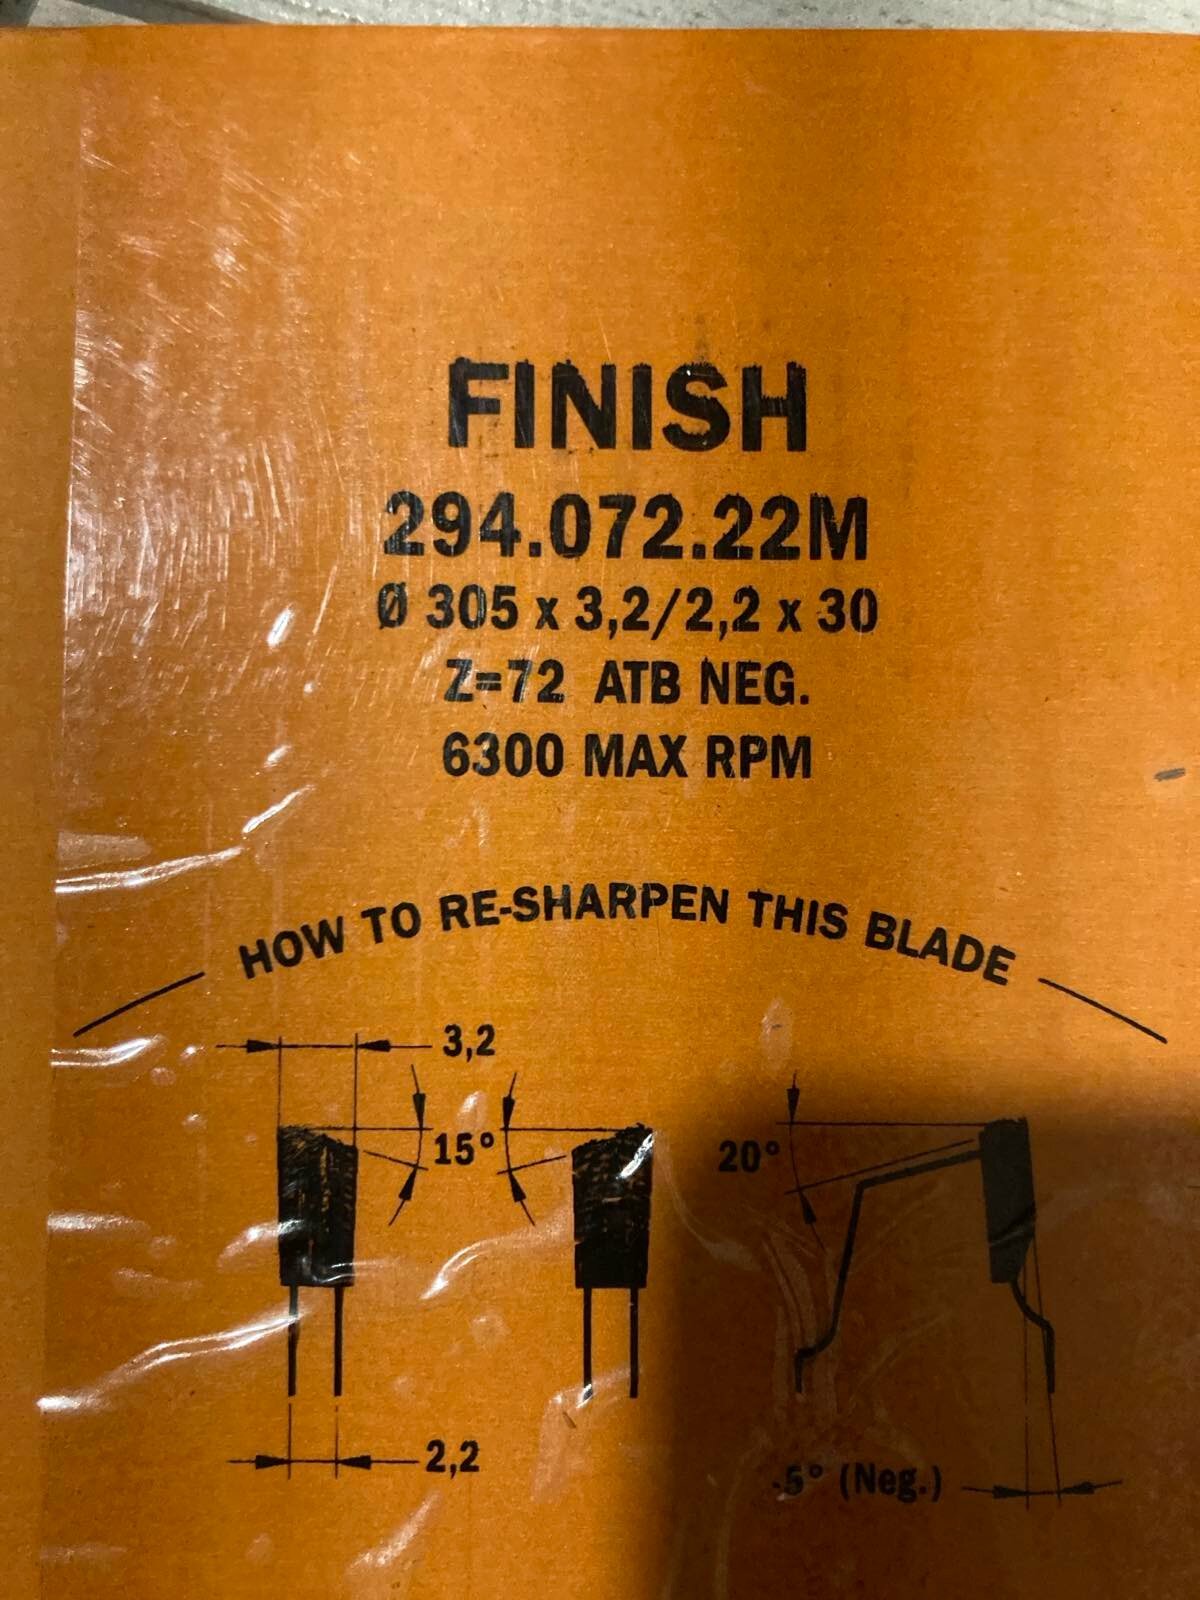 FINISH
294.072.22M
Ø 305 x 3,2/2,2 x 30
Z=72 ATB NEG.
6300 MAX RPM
HOW TO RE-SHARPEN THIS BLADE
3,2
15°
20°
2,2
-5° (Neg.)